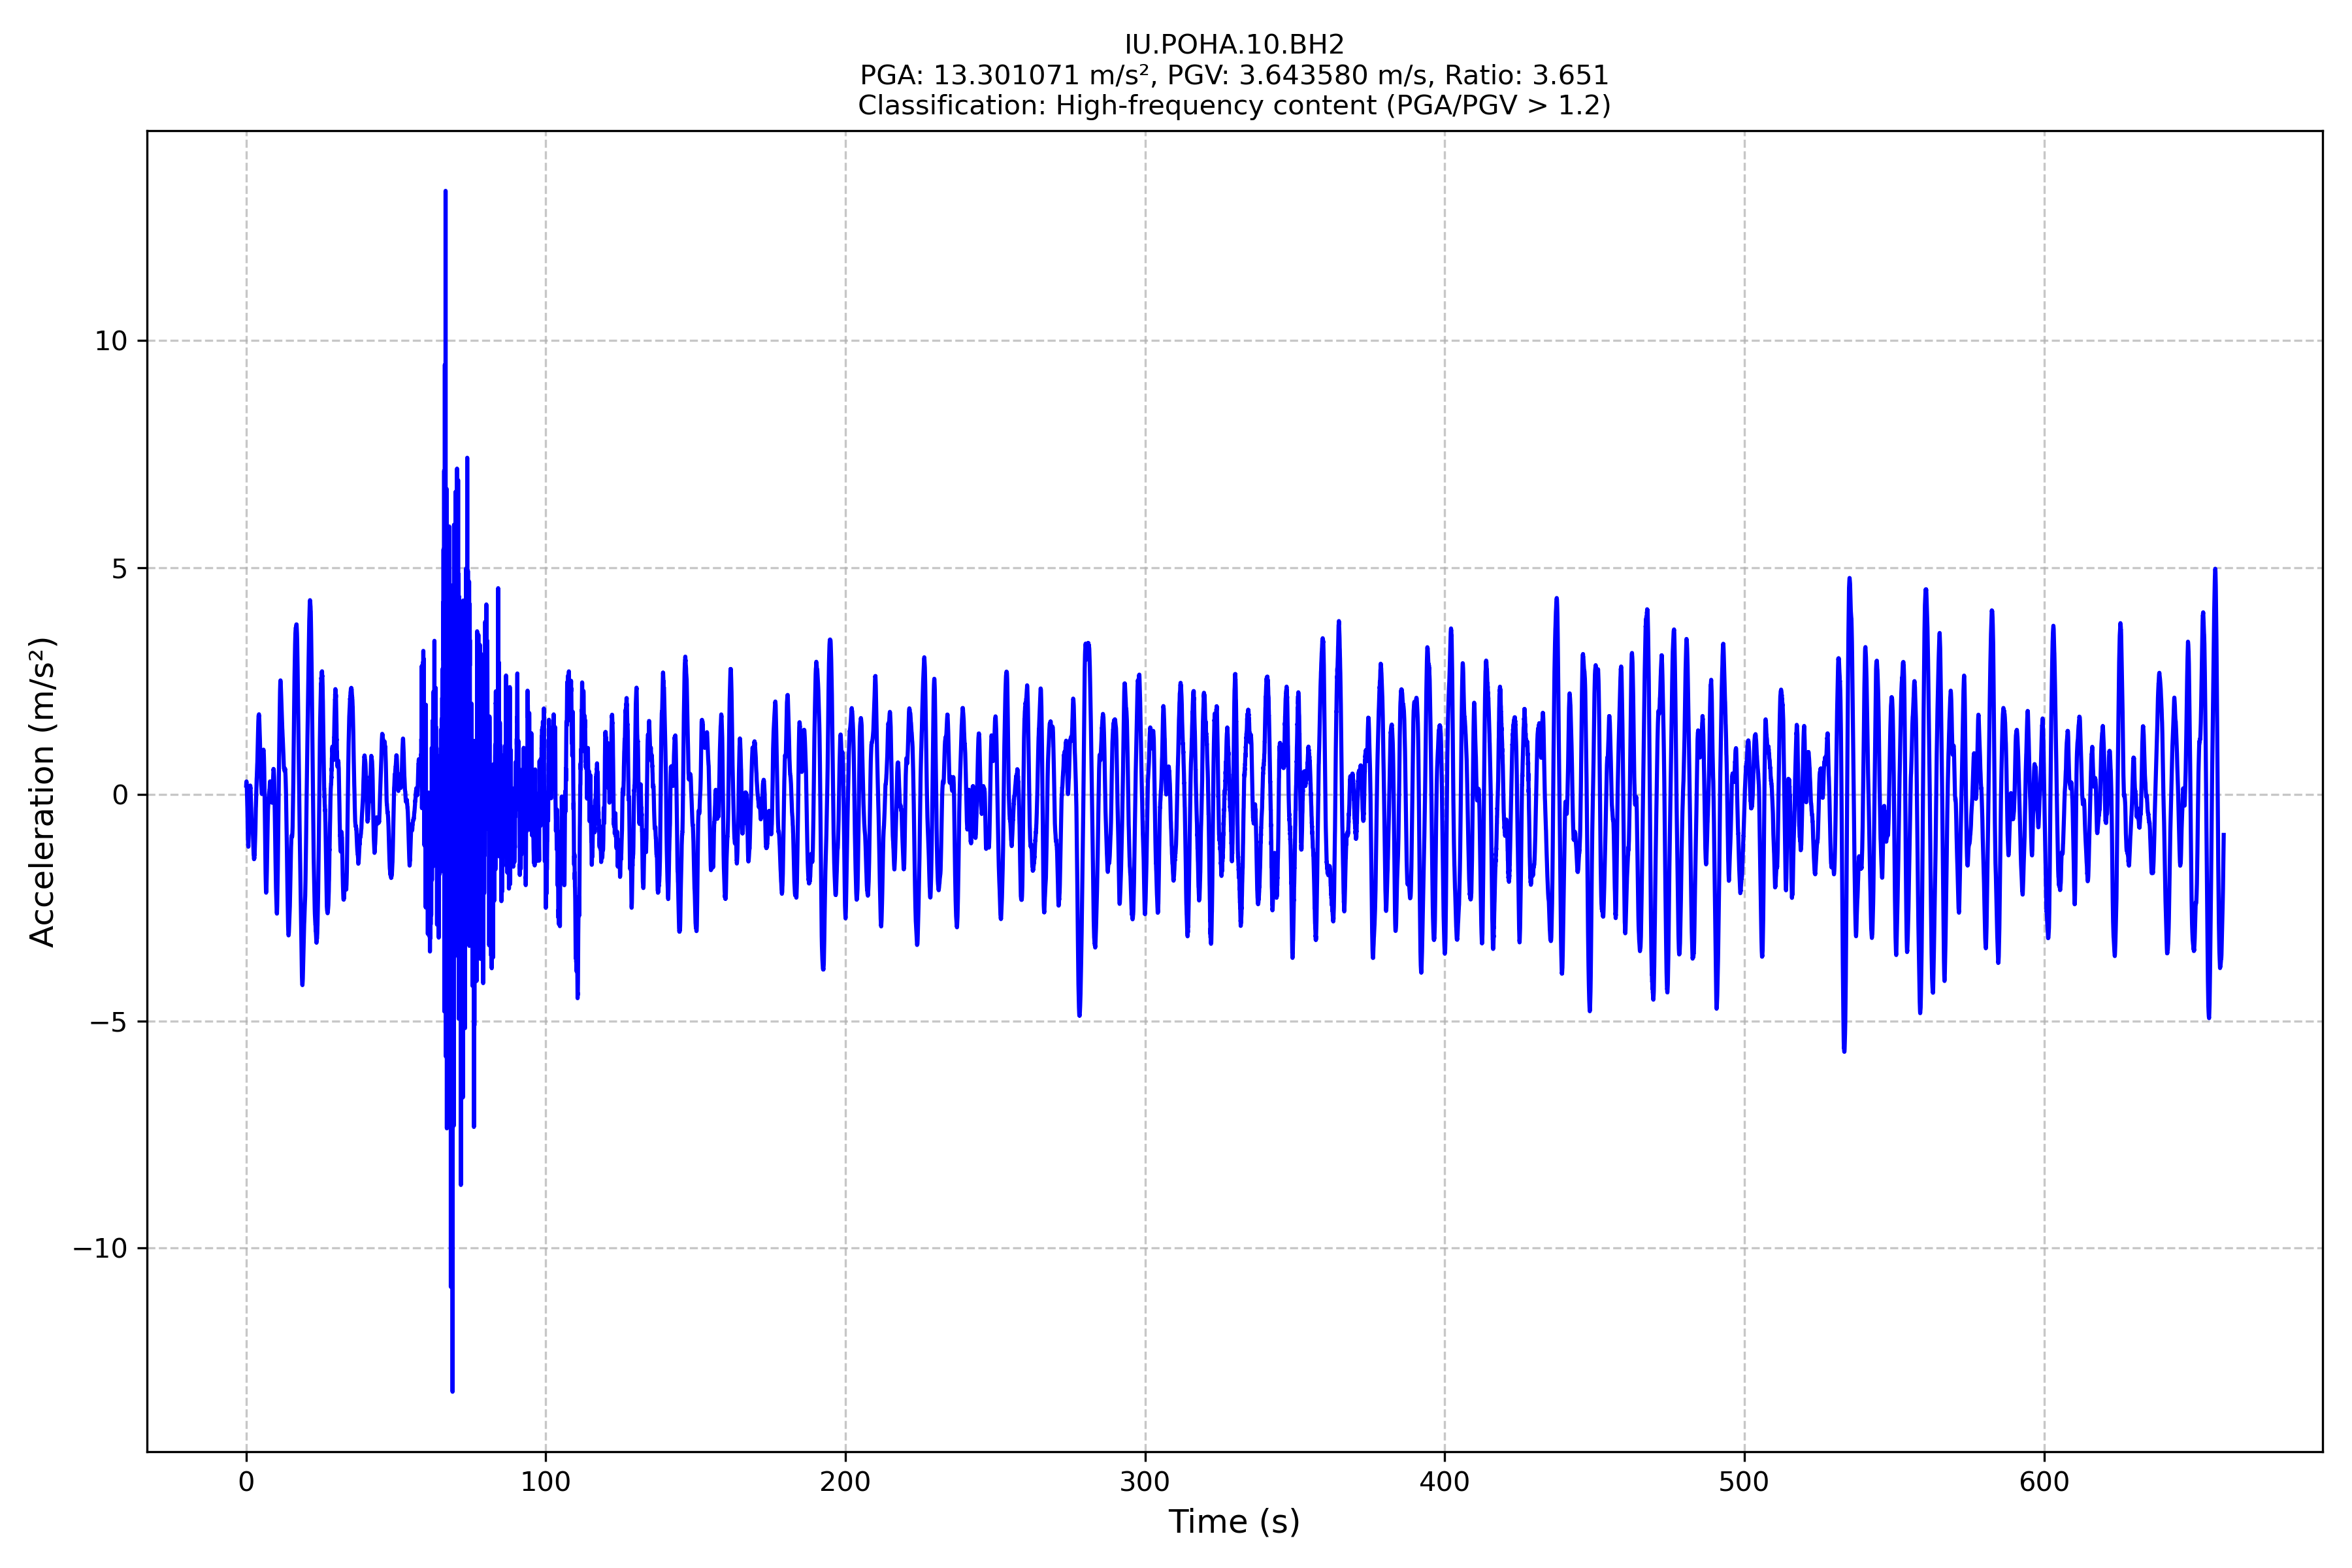 IU.POHA.10.BH2
PGA: 13.301071 m/s², PGV: 3.643580 m/s, Ratio: 3.651
Classification: High-frequency content (PGA/PGV > 1.2)
Acceleration (m/s²)
10
5
0
−5
−10
0 100 200 300 400 500 600
Time (s)